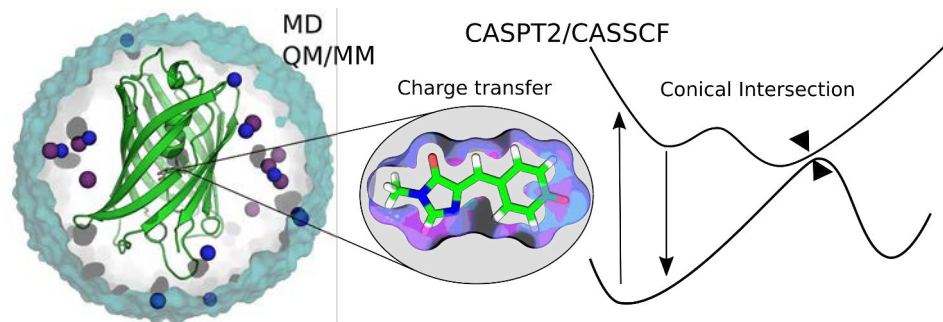 MD
QM/MM
CASPT2/CASSCF
Charge transfer
Conical Intersection